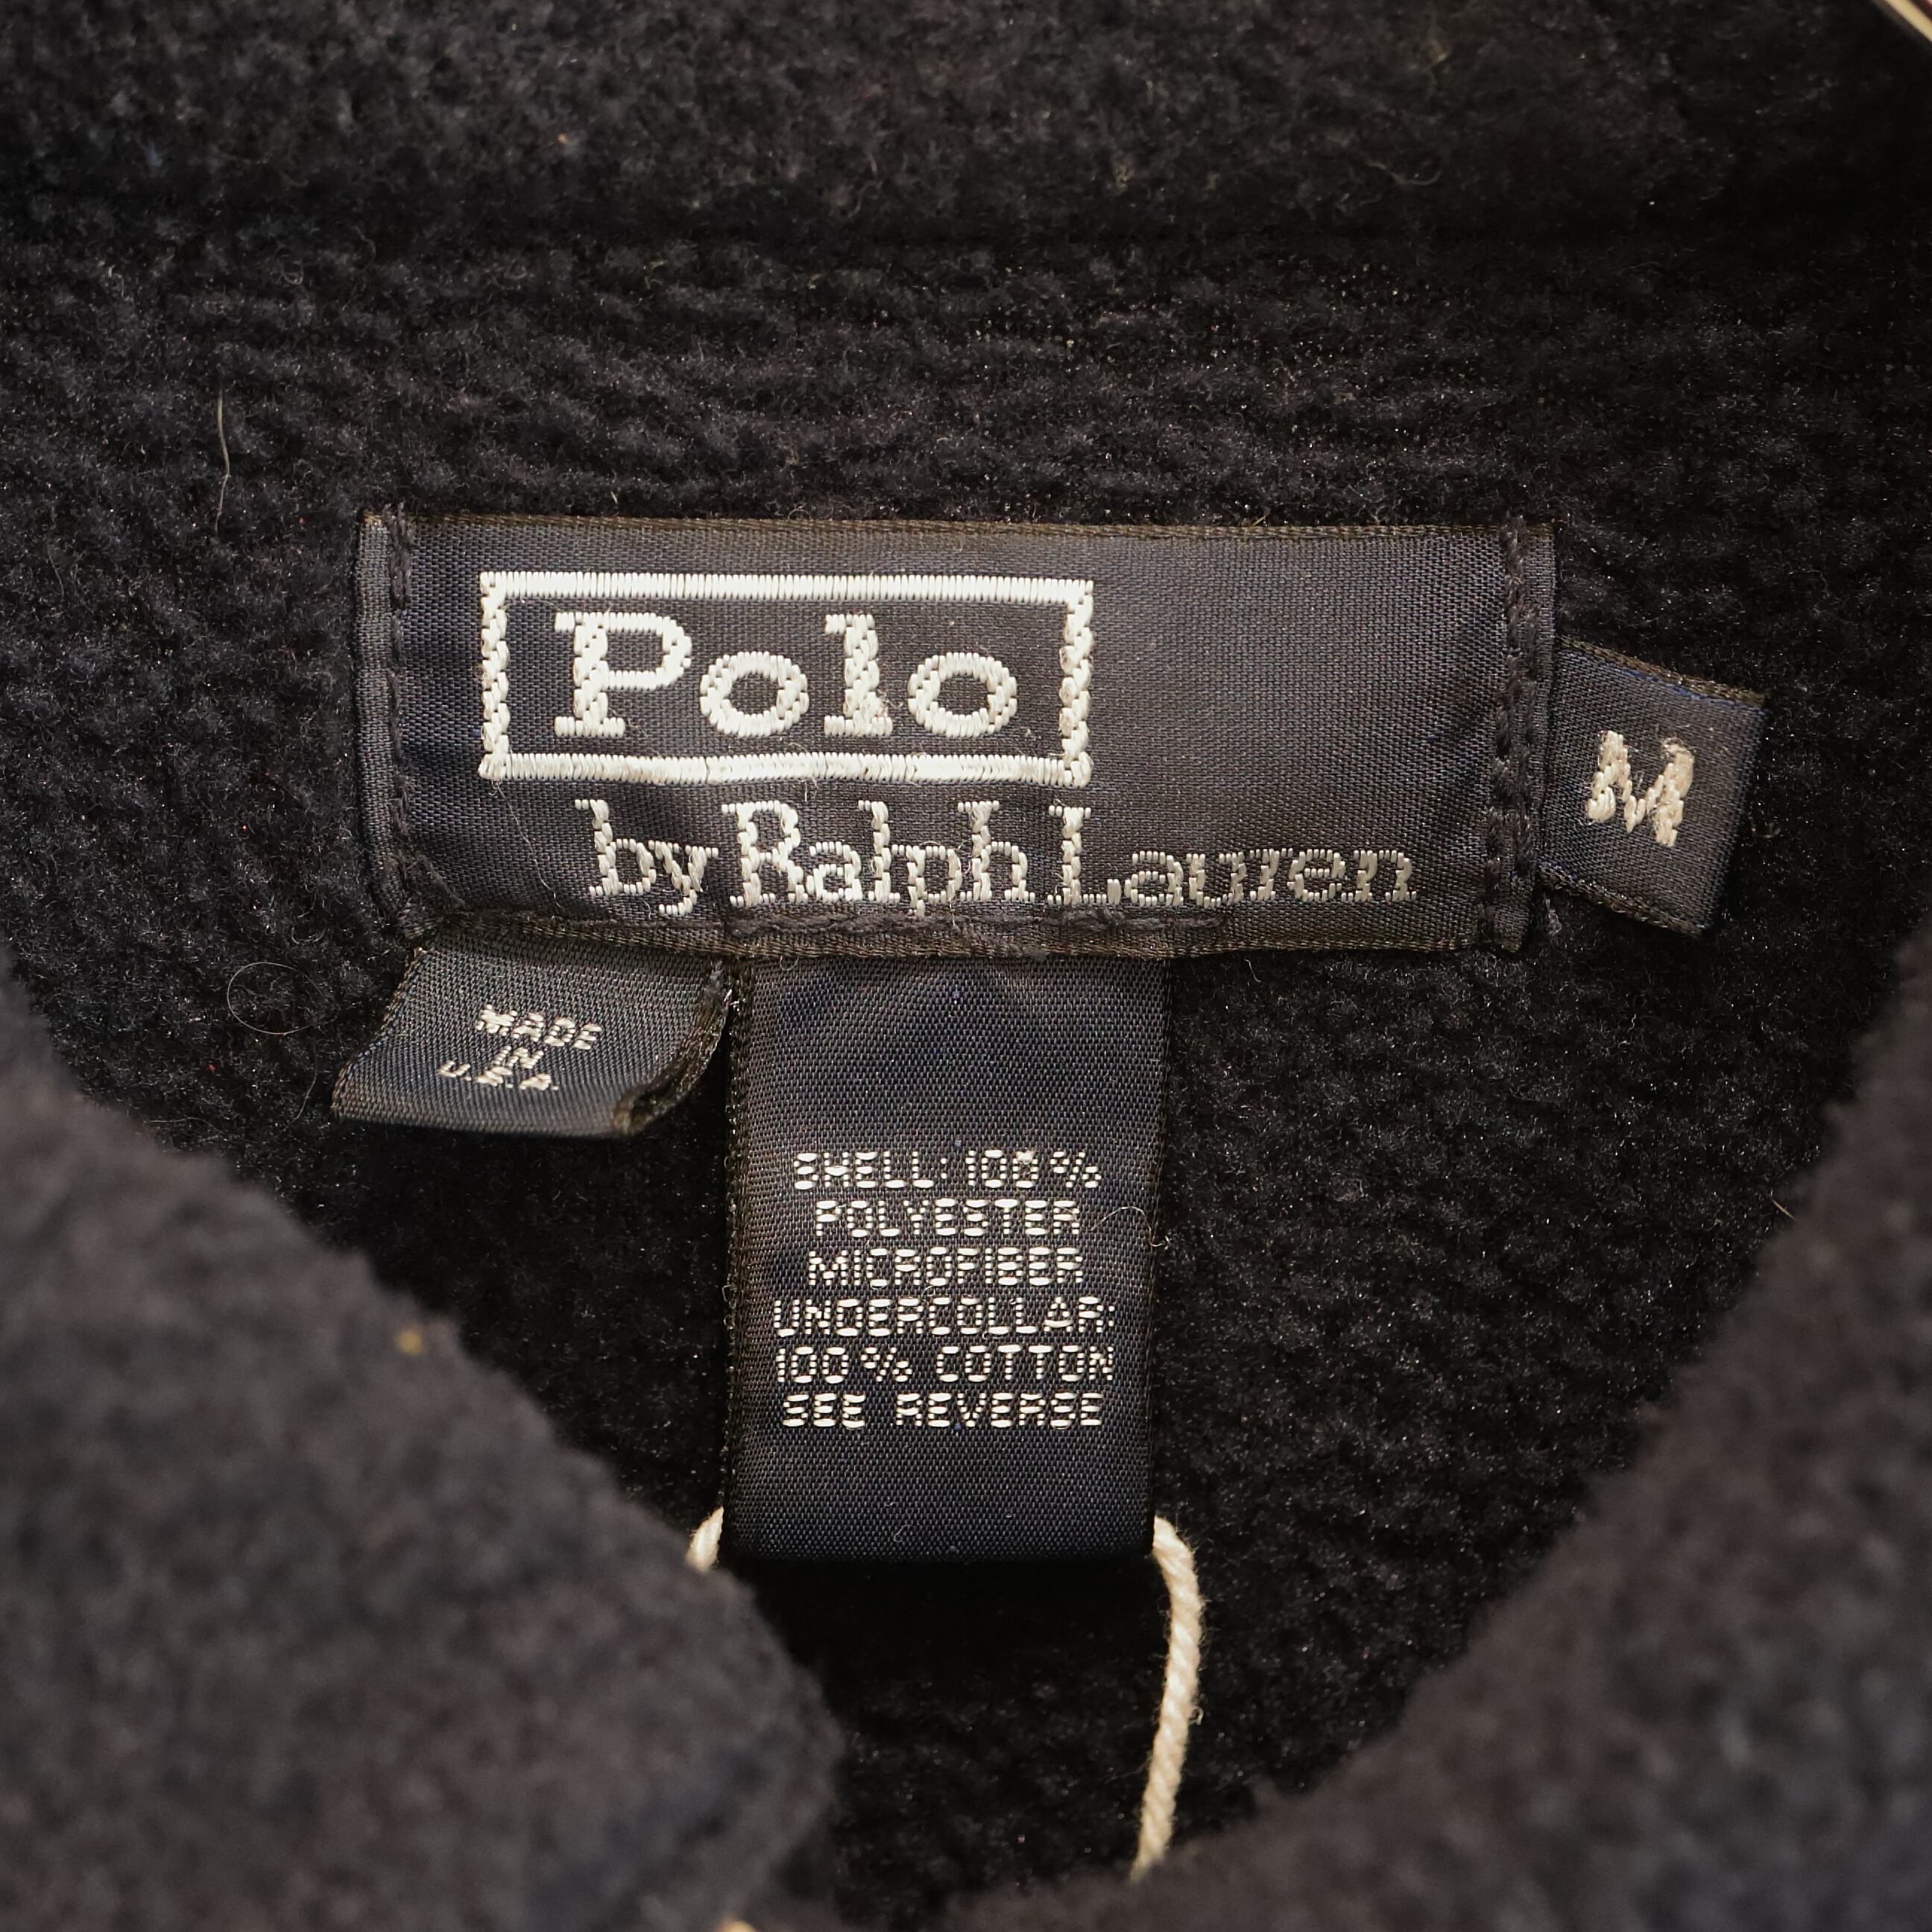 Polo
by Ralph Lauren
M
MADE
IN
U.S.A.
SHELL: 100%
POLYESTER
MICROFIBER
UNDERCOLLAR:
100% COTTON
SEE REVERSE